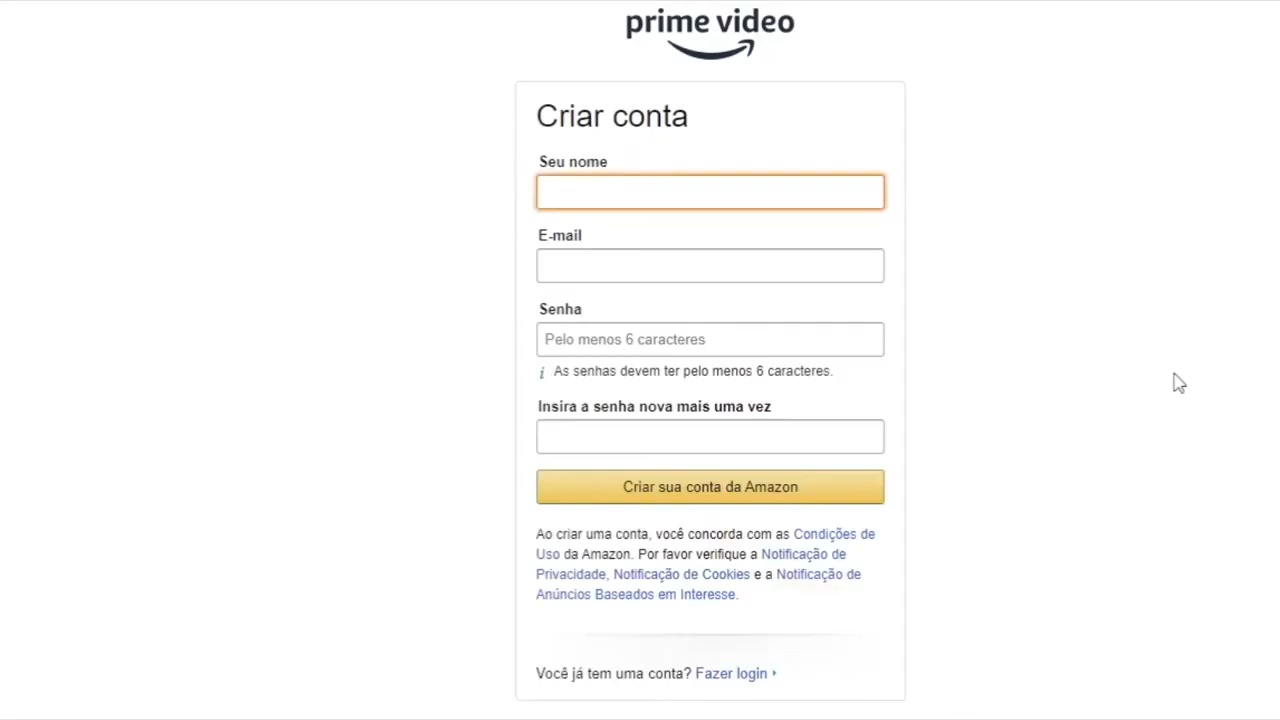 prime video
Criar conta
Seu nome
E-mail
Senha
Pelo menos 6 caracteres
i As senhas devem ter pelo menos 6 caracteres.
Insira a senha nova mais uma vez
Criar sua conta da Amazon
Ao criar uma conta, você concorda com as Condições de
Uso da Amazon. Por favor verifique a Notificação de
Privacidade, Notificação de Cookies e a Notificação de
Anúncios Baseados em Interesse.
Você já tem uma conta? Fazer login